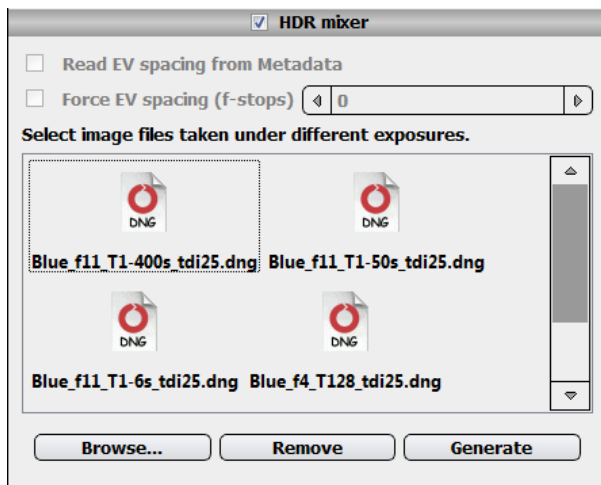 HDR mixer
Read EV spacing from Metadata
Force EV spacing (f-stops) 0
Select image files taken under different exposures.
DNG DNG
Blue_f11_T1-400s_tdi25.dng Blue_f11_T1-50s_tdi25.dng
DNG DNG
Blue_f11_T1-6s_tdi25.dng Blue_f4_T128_tdi25.dng
Browse... Remove Generate